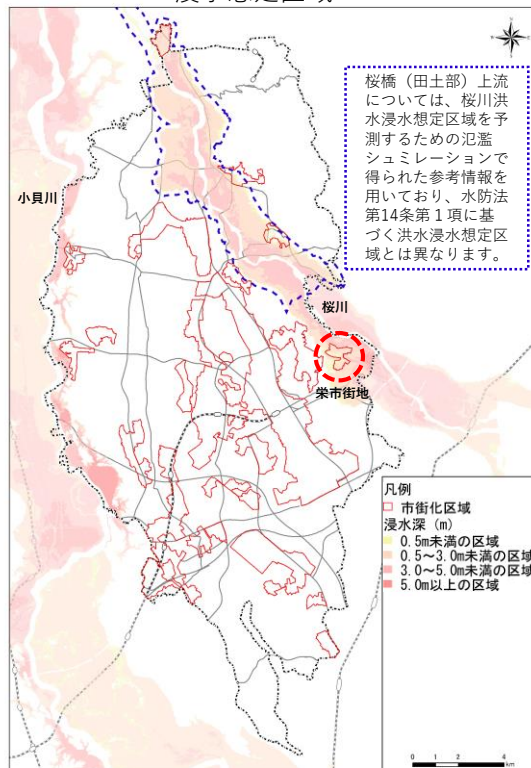 桜橋（田土部）上流
については、桜川洪
水浸水想定区域を予
測するための氾濫
シュミレーションで
得られた参考情報を
用いており、水防法
第14条第１項に基
づく洪水浸水想定区
域とは異なります。
小貝川
桜川
栄市街地
凡例
市街化区域
浸水深（m）
0.5m未満の区域
0.5～3.0m未満の区域
3.0～5.0m未満の区域
5.0m以上の区域
0 1 2 4
km